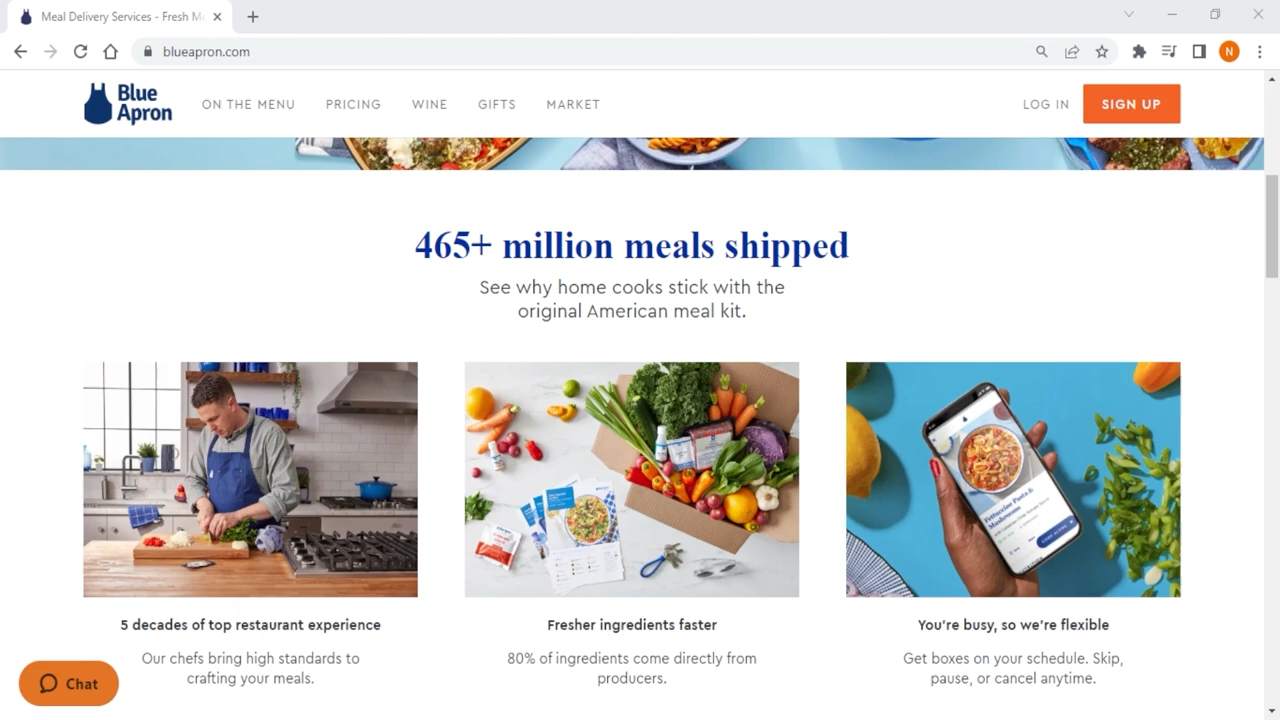 Meal Delivery Services - Fresh M
blueapron.com
N
Blue
Apron
ON THE MENU
PRICING
WINE
GIFTS
MARKET
LOG IN
SIGN UP
465+ million meals shipped
See why home cooks stick with the
original American meal kit.
Fettuccine Pasta &
Mushrooms
5 decades of top restaurant experience
Fresher ingredients faster
You're busy, so we're flexible
Our chefs bring high standards to
crafting your meals.
80% of ingredients come directly from
producers.
Get boxes on your schedule. Skip,
pause, or cancel anytime.
Chat